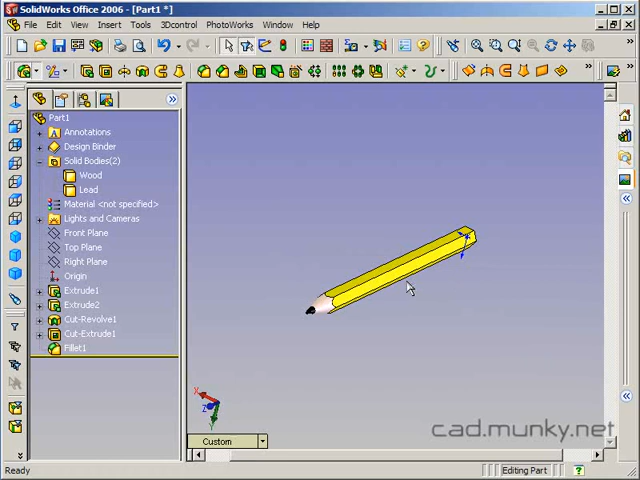 SolidWorks Office 2006 - [Part1 *]
File Edit View Insert Tools 3Dcontrol PhotoWorks Window Help
Part1
Annotations
Design Binder
Solid Bodies(2)
Wood
Lead
Material <not specified>
Lights and Cameras
Front Plane
Top Plane
Right Plane
Origin
Extrude1
Extrude2
Cut-Revolve1
Cut-Extrude1
Fillet1
X
Z
Y
Custom
cad.munky.net
Ready
Editing Part